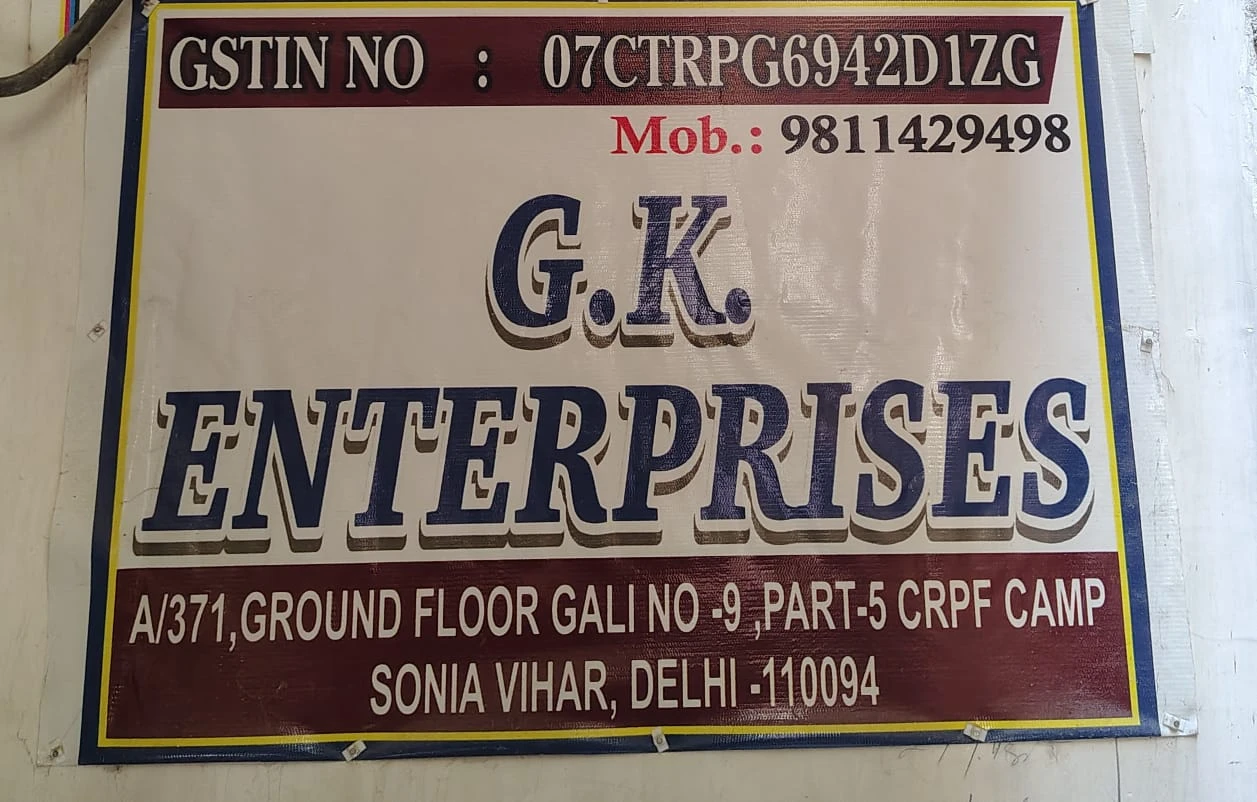 GSTIN NO : 07CTRPG6942D1ZG
Mob.: 9811429498
G.K.
ENTERPRISES
A/371,GROUND FLOOR GALI NO -9 ,PART-5 CRPF CAMP
SONIA VIHAR, DELHI -110094